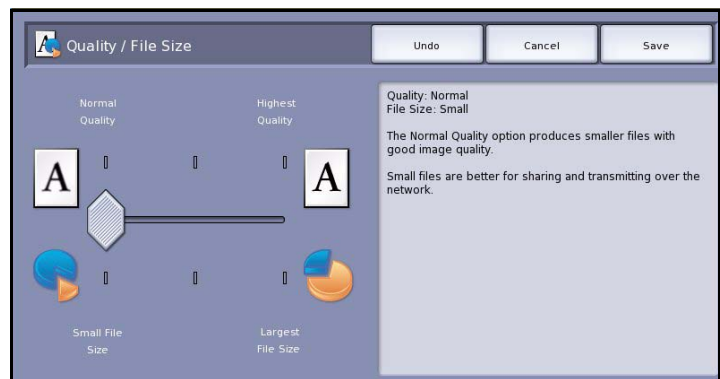 Quality / File Size
Undo
Cancel
Save
Normal
Quality
Highest
Quality
A
A
Small File
Size
Largest
File Size
Quality: Normal
File Size: Small
The Normal Quality option produces smaller files with
good image quality.
Small files are better for sharing and transmitting over the
network.